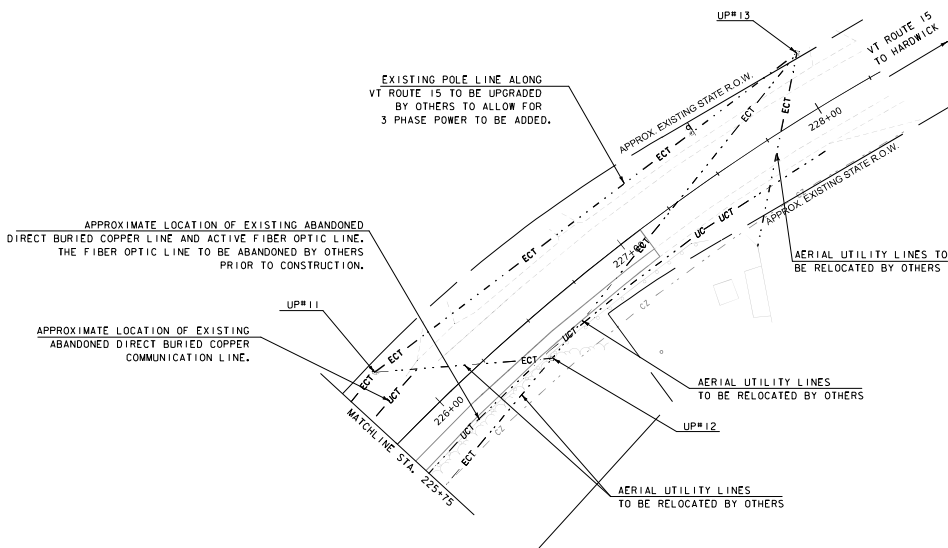 UP#13
VT ROUTE 15
TO HARDWICK
EXISTING POLE LINE ALONG
VT ROUTE 15 TO BE UPGRADED
BY OTHERS TO ALLOW FOR
3 PHASE POWER TO BE ADDED.
APPROX. EXISTING STATE R.O.W.
ECT
ECT
ECT
228+00
APPROX. EXISTING STATE R.O.W.
CZ
UCT
UC
APPROXIMATE LOCATION OF EXISTING ABANDONED
DIRECT BURIED COPPER LINE AND ACTIVE FIBER OPTIC LINE.
THE FIBER OPTIC LINE TO BE ABANDONED BY OTHERS
PRIOR TO CONSTRUCTION.
ECT
227+00
ECT
AERIAL UTILITY LINES TO
BE RELOCATED BY OTHERS
UP#11
CZ
APPROXIMATE LOCATION OF EXISTING
ABANDONED DIRECT BURIED COPPER
COMMUNICATION LINE.
ECT
UCT
ECT
ECT
UCT
AERIAL UTILITY LINES
TO BE RELOCATED BY OTHERS
226+00
UP#12
MATCHLINE STA. 225+75
UCT
CZ
ECT
AERIAL UTILITY LINES
TO BE RELOCATED BY OTHERS